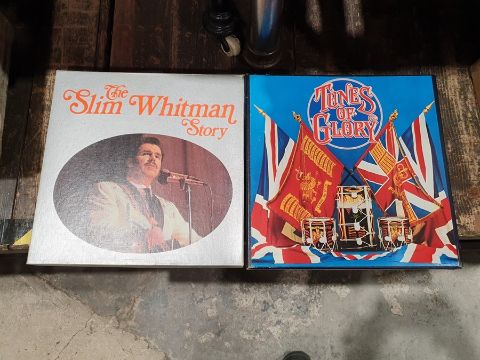 The
Slim Whitman
Story
TUNES
OF
GLORY